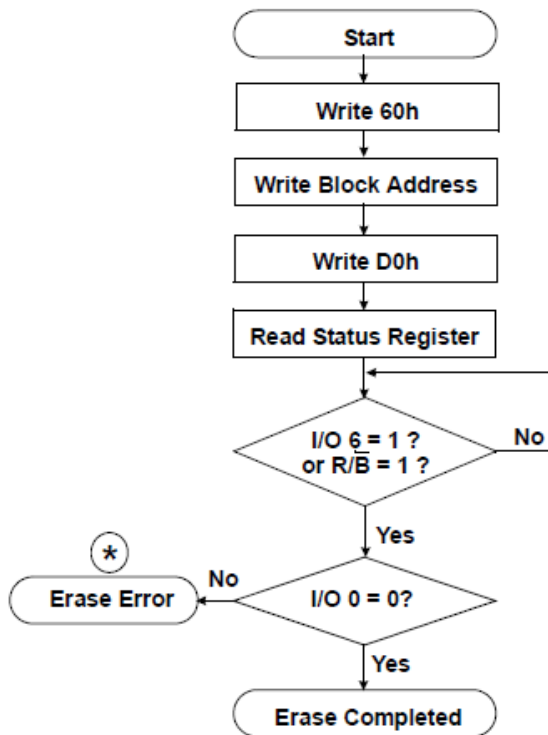 Start
Write 60h
Write Block Address
Write D0h
Read Status Register
I/O 6 = 1 ?
or R/B̅ = 1 ?
No
Yes
*
No
Erase Error
I/O 0 = 0?
Yes
Erase Completed